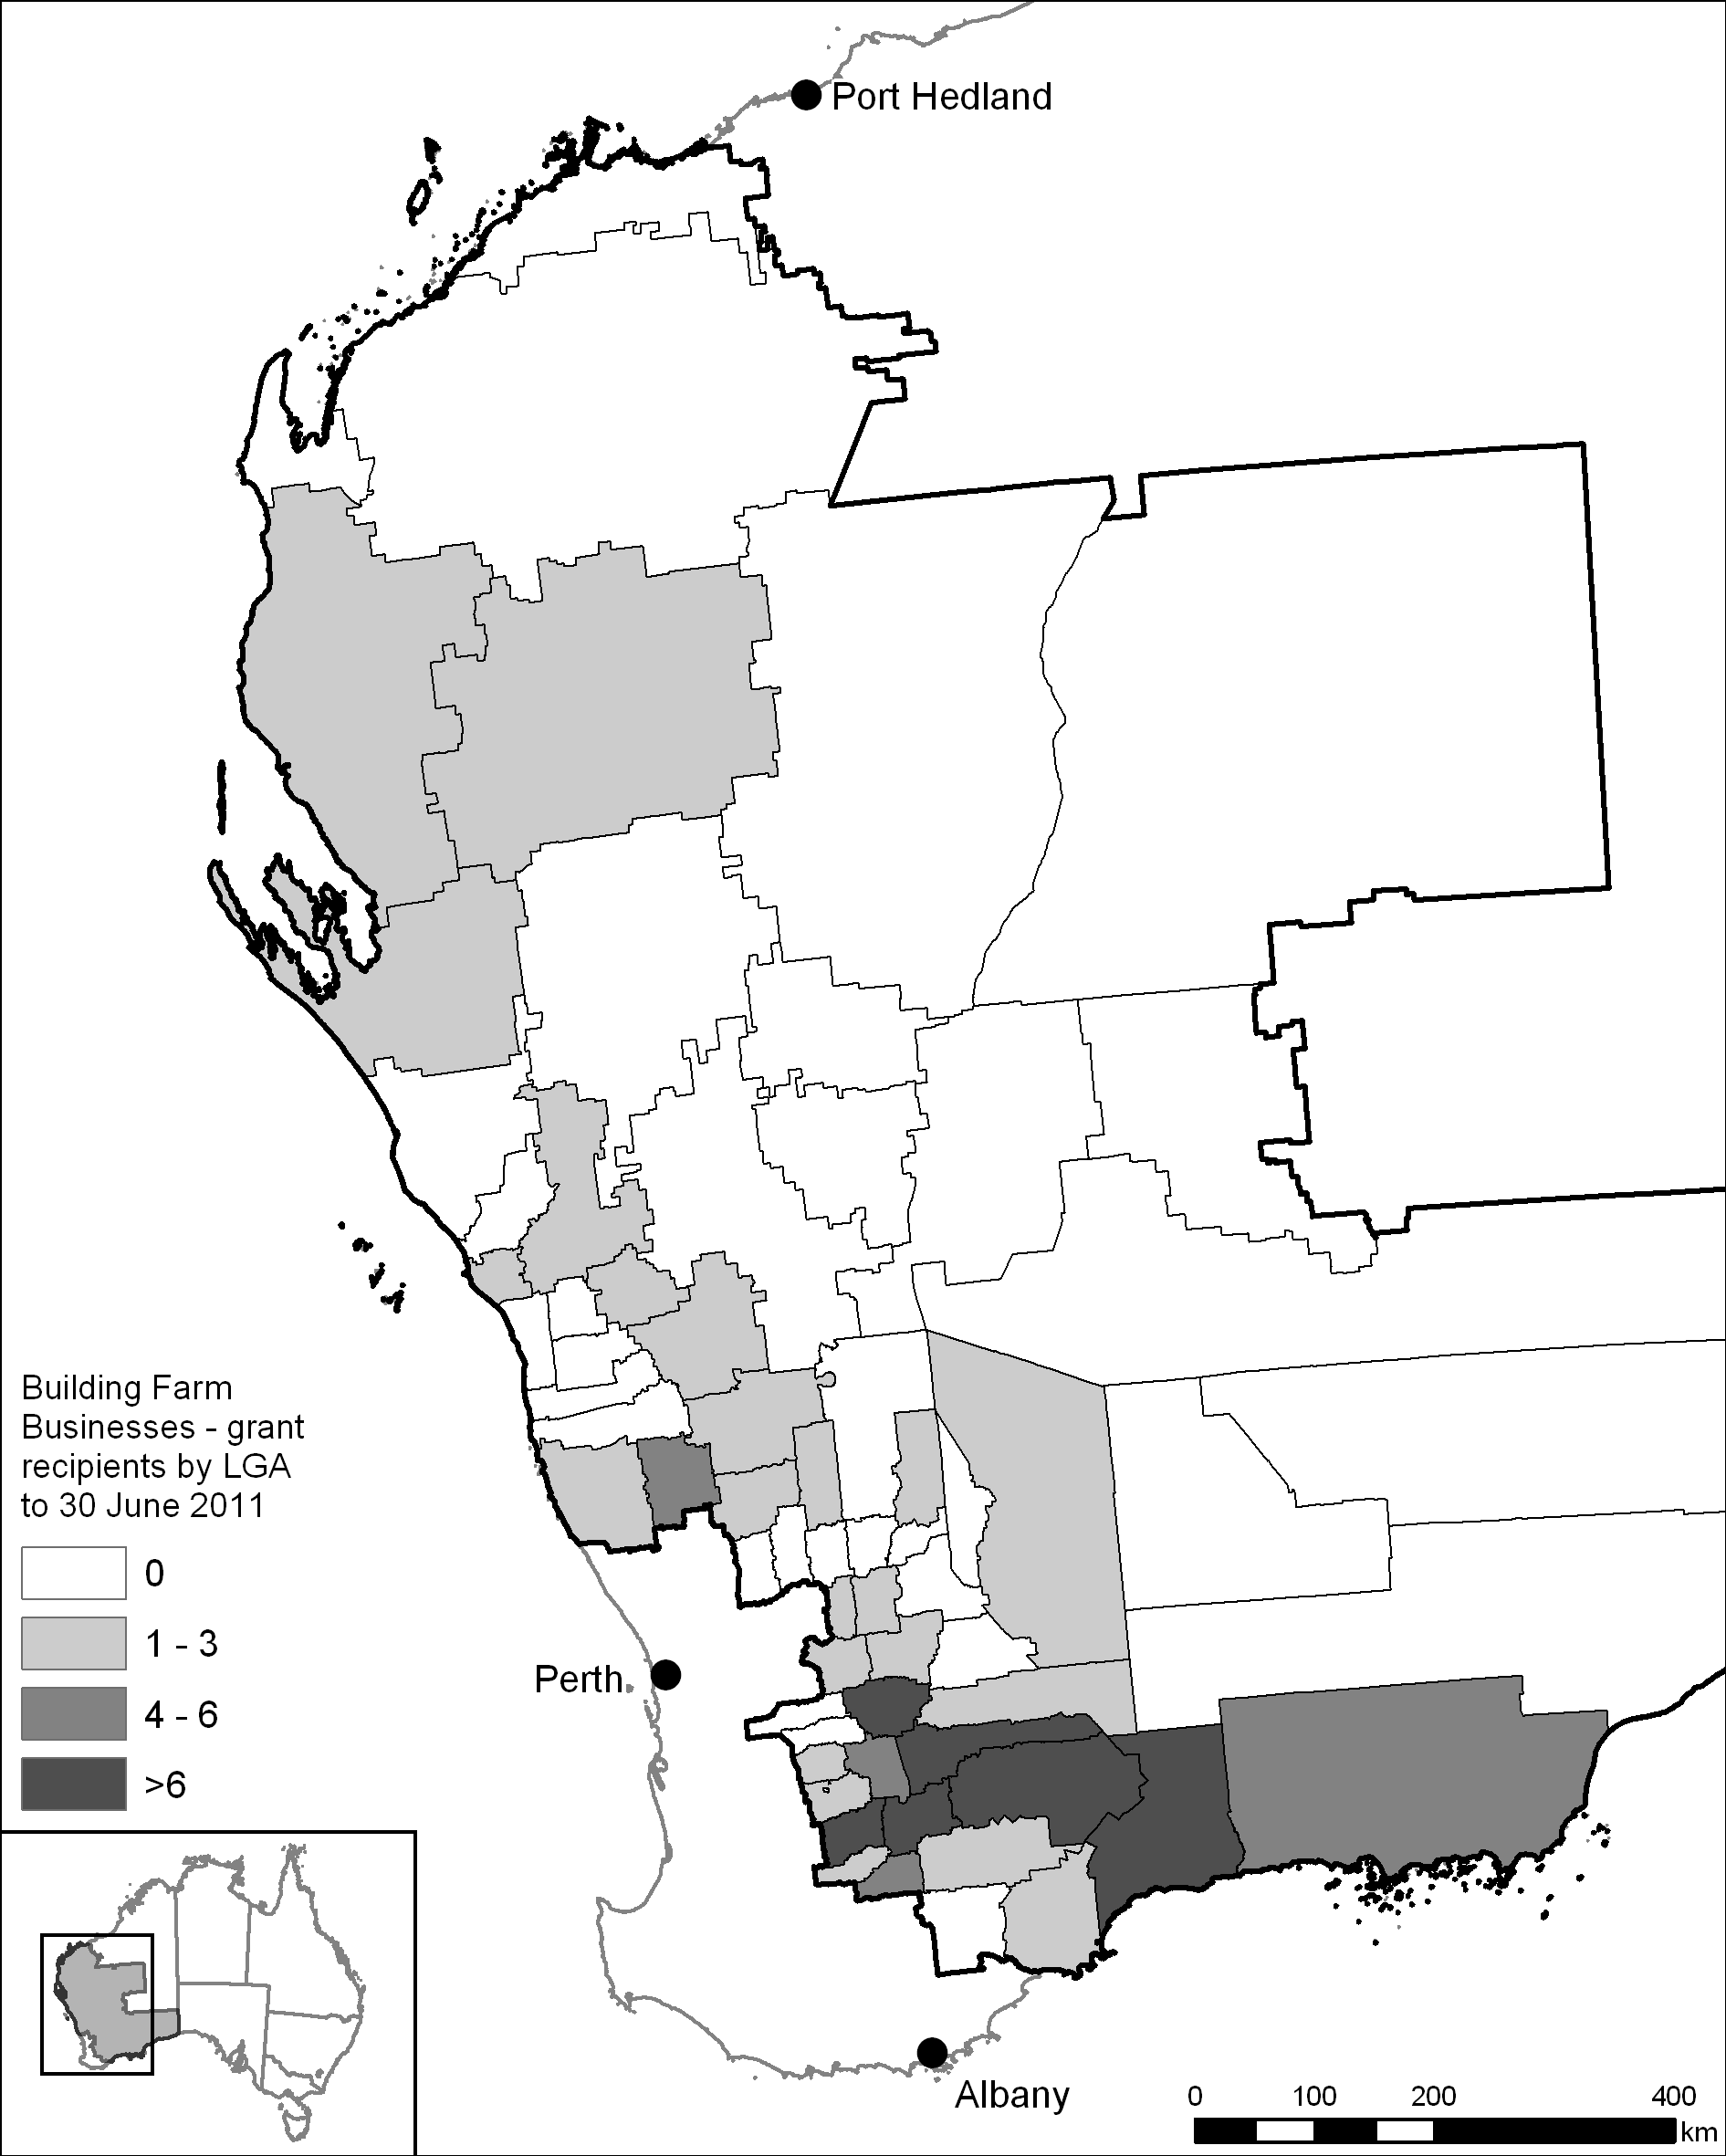 Port Hedland
Building Farm
Businesses - grant
recipients by LGA
to 30 June 2011
0
1 - 3
4 - 6
>6
Perth
Albany
0 100 200 400
km